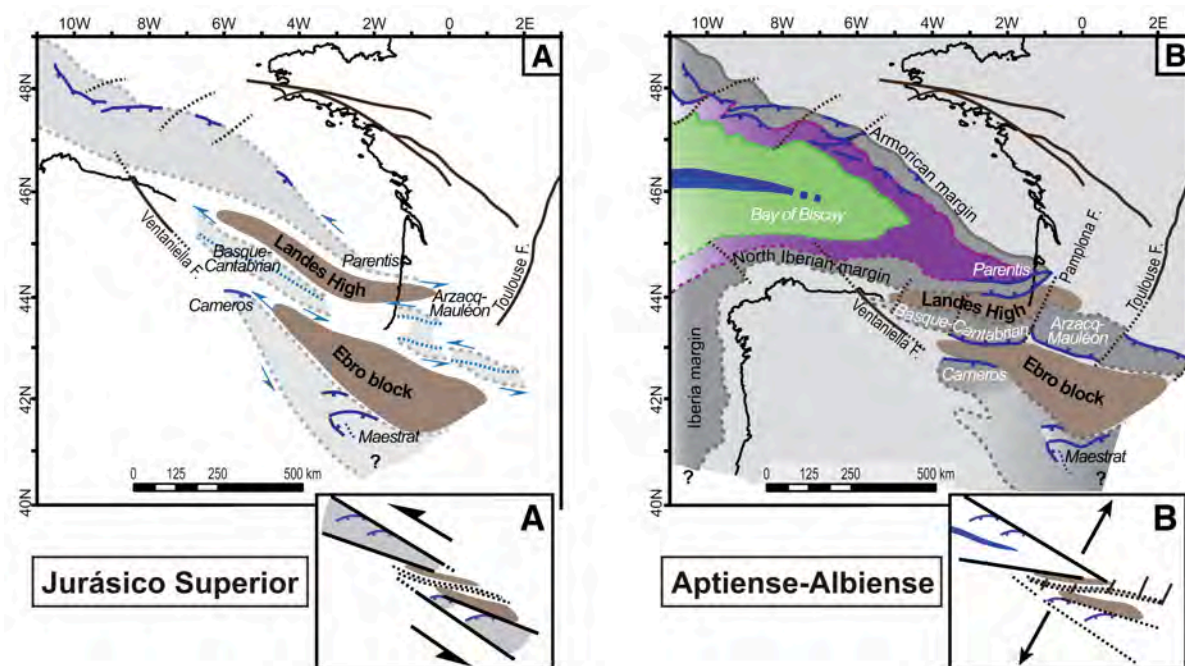 10W 8W 6W 4W 2W 0 2E
A
48N
46N
44N
42N
40N
Ventaniella F.
Basque-
Cantabrian
Landes High
Parentis
Toulouse F.
Arzacq-
Mauléon
Cameros
Ebro block
Maestrat
?
0 125 250 500 km
Jurásico Superior
A
10W 8W 6W 4W 2W 0 2E
B
48N
46N
44N
42N
40N
Armorican margin
Bay of Biscay
Pamplona F.
Toulouse F.
North Iberian margin
Parentis
Landes High
Ventaniella F.
Basque-Cantabrian
Arzacq-
Mauléon
Iberia margin
Cameros
Ebro block
Maestrat
?
?
0 125 250 500 km
Aptiense-Albiense
B